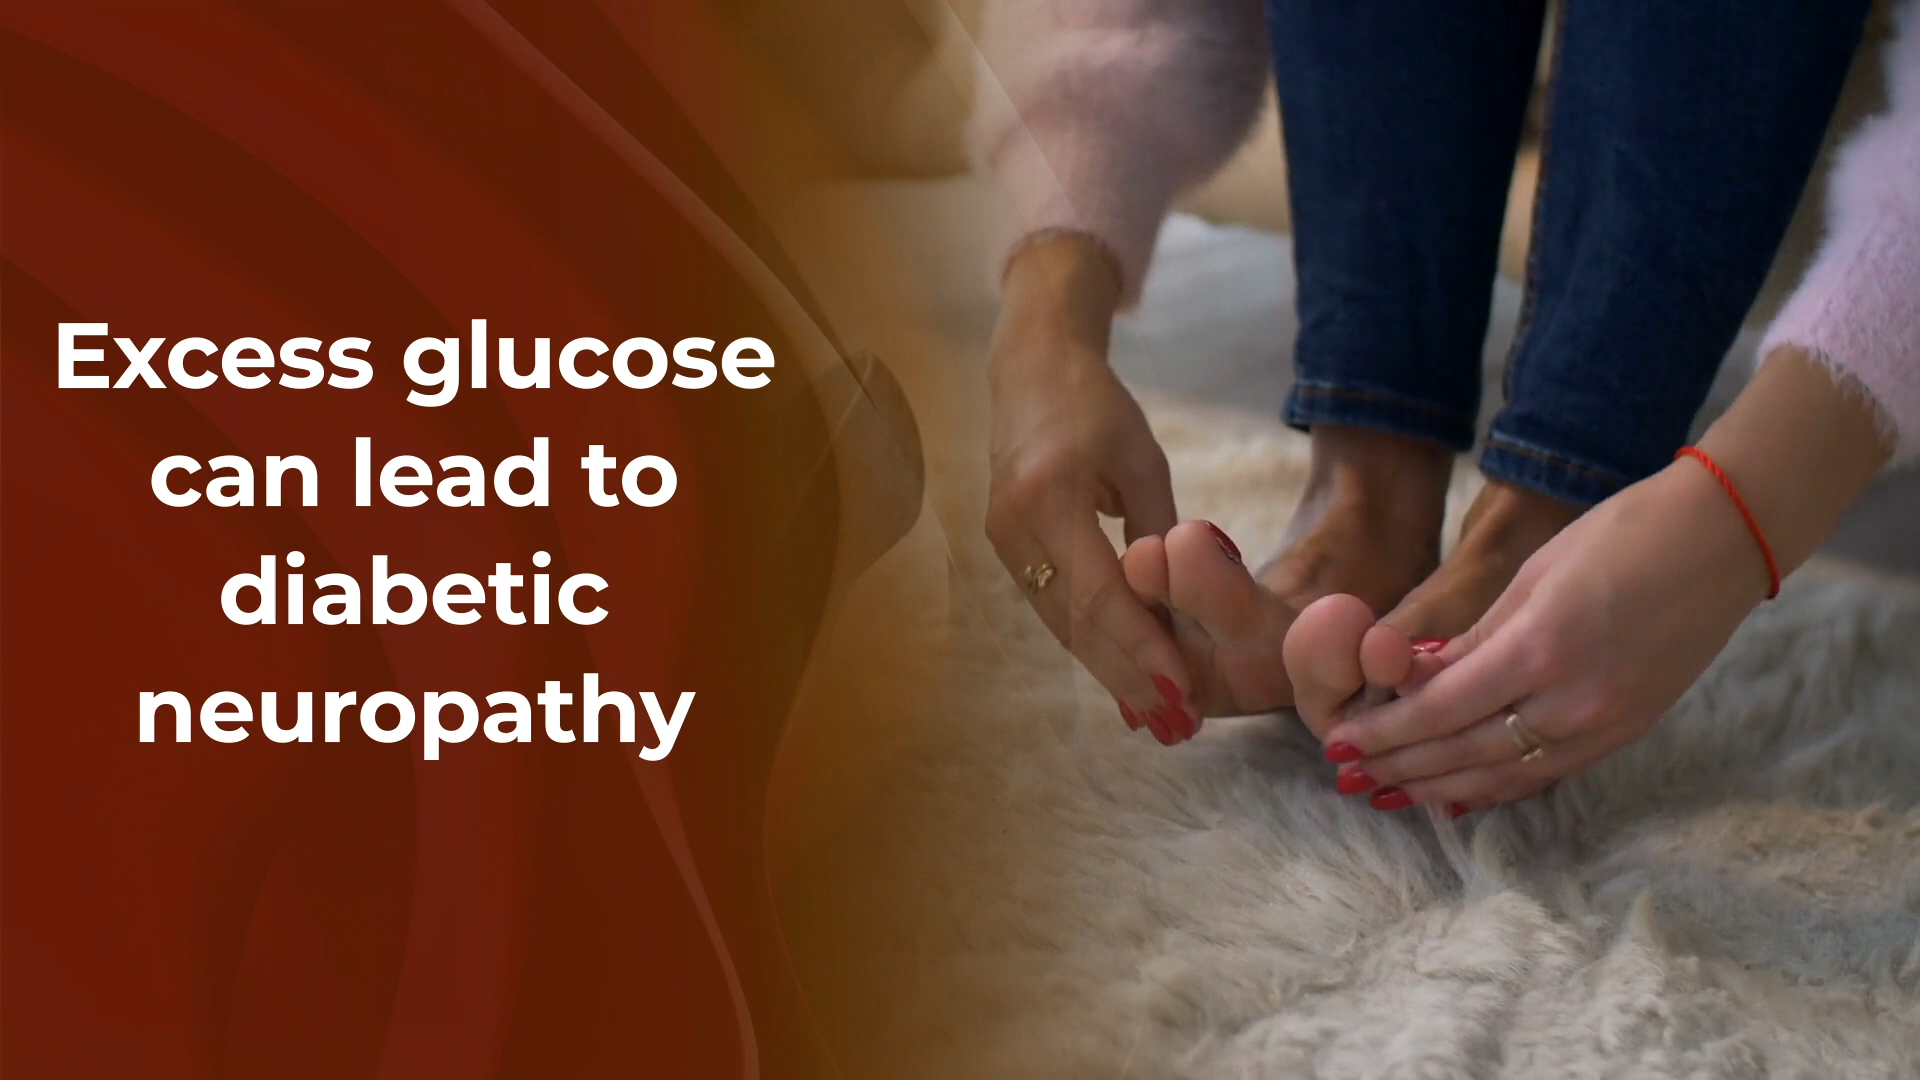 Excess glucose
can lead to
diabetic
neuropathy